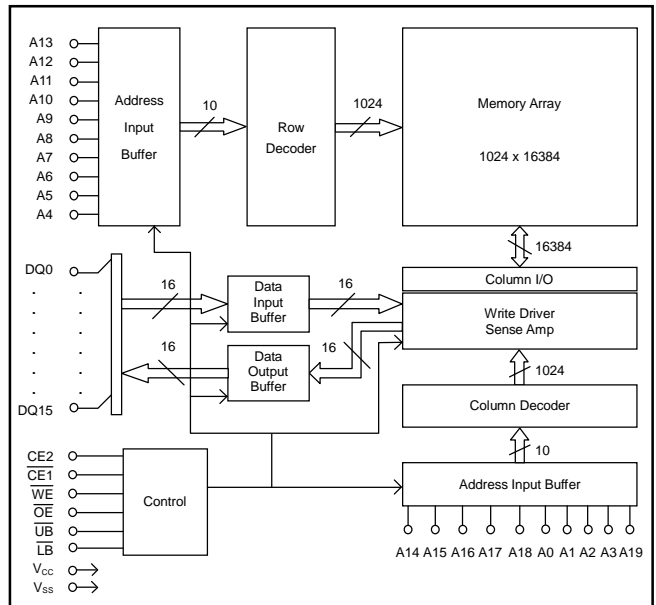 A13
A12
A11
A10
A9
A8
A7
A6
A5
A4
Address
Input
Buffer
10
Row
Decoder
1024
Memory Array
1024 x 16384
16384
DQ0
DQ15
16
Data
Input
Buffer
16
Column I/O
Write Driver
Sense Amp
16
Data
Output
Buffer
16
1024
Column Decoder
10
Address Input Buffer
CE2
CE1
WE
OE
UB
LB
VCC
VSS
Control
A14 A15 A16 A17 A18 A0 A1 A2 A3 A19